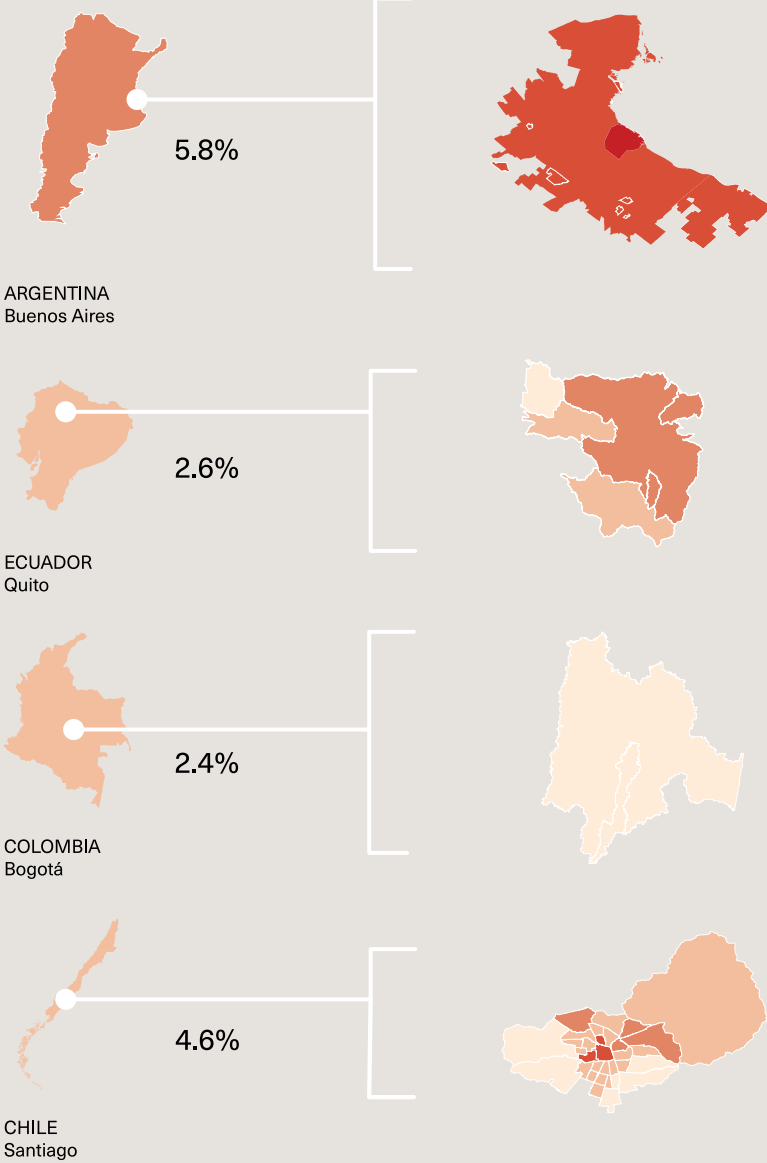 5.8%
ARGENTINA
Buenos Aires
2.6%
ECUADOR
Quito
2.4%
COLOMBIA
Bogotá
4.6%
CHILE
Santiago